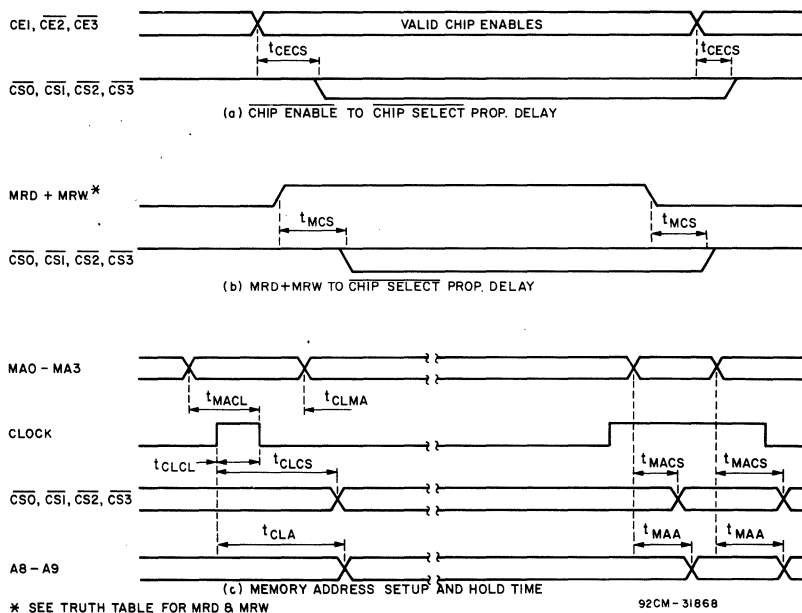 CE1, CE2, CE3
VALID CHIP ENABLES
tCECS
tCECS
CS0, CS1, CS2, CS3
(a) CHIP ENABLE TO CHIP SELECT PROP. DELAY
MRD + MRW *
tMCS
tMCS
CS0, CS1, CS2, CS3
(b) MRD+MRW TO CHIP SELECT PROP. DELAY
MA0 - MA3
tMACL
tCLMA
CLOCK
tCLCL
tCLCS
tMACS
tMACS
CS0, CS1, CS2, CS3
tCLA
tMAA
tMAA
A8 - A9
(c) MEMORY ADDRESS SETUP AND HOLD TIME
* SEE TRUTH TABLE FOR MRD & MRW
92CM-31868